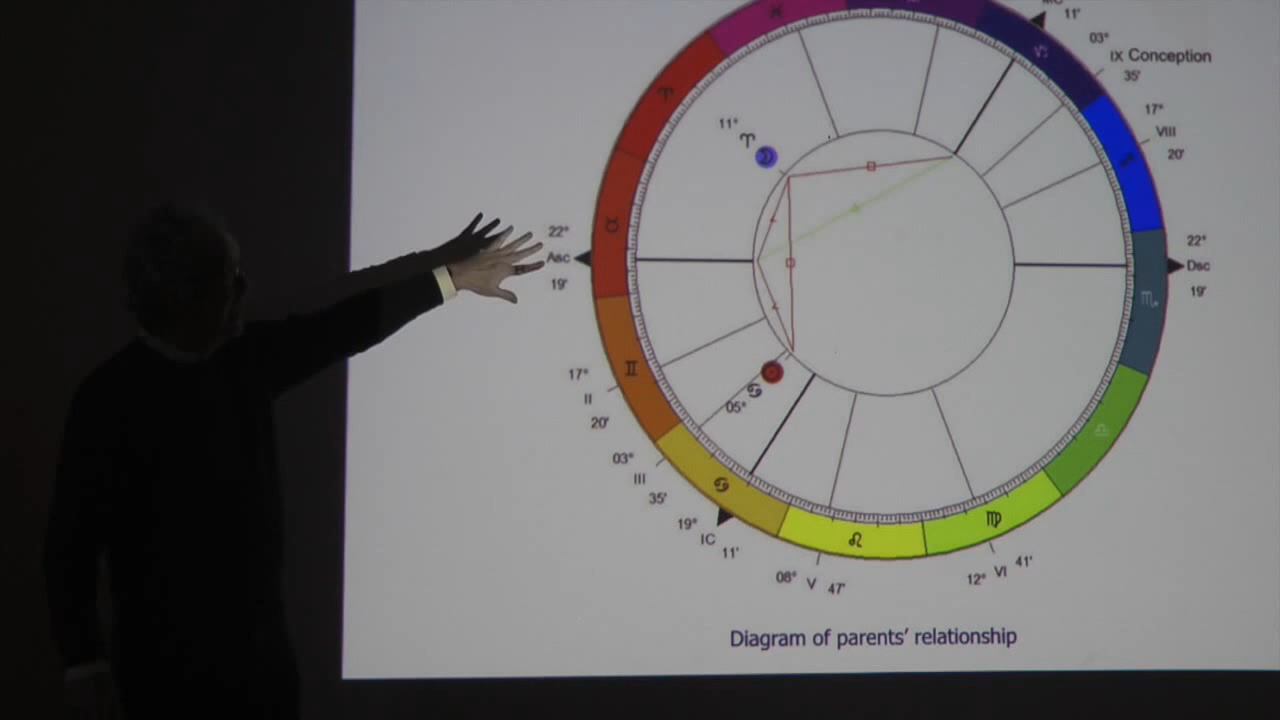 11'
03°
IX Conception
35'
17°
VIII
20'
11°
22°
Asc
19'
22°
Dsc
19'
17°
II
20'
05°
03°
III
35'
19°
IC
11'
08° V 47'
12° VI 41'
Diagram of parents' relationship